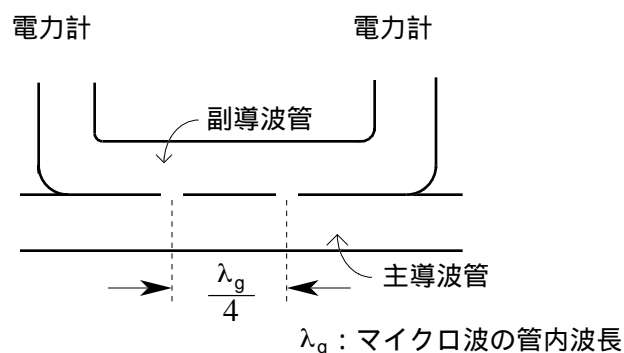 電力計
電力計
副導波管
主導波管
λg
4
λg：マイクロ波の管内波長